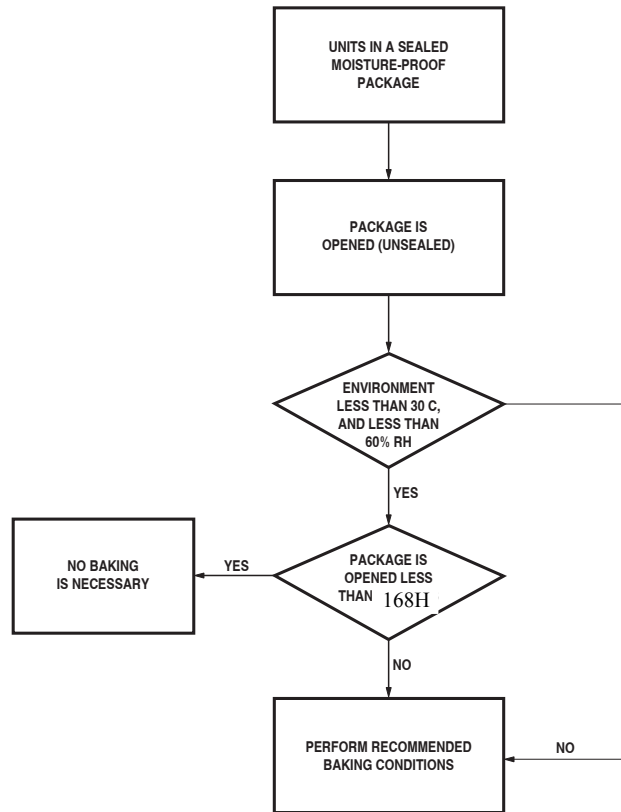 UNITS IN A SEALED
MOISTURE-PROOF
PACKAGE
PACKAGE IS
OPENED (UNSEALED)
ENVIRONMENT
LESS THAN 30 C,
AND LESS THAN
60% RH
YES
NO BAKING
IS NECESSARY
YES
PACKAGE IS
OPENED LESS
THAN 168H
NO
PERFORM RECOMMENDED
BAKING CONDITIONS
NO